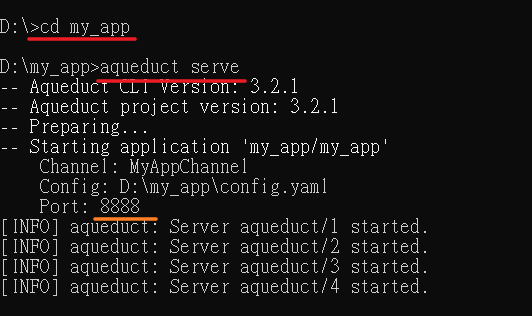 D:\>cd my_app
D:\my_app>aqueduct serve
-- Aqueduct CLI Version: 3.2.1
-- Aqueduct project version: 3.2.1
-- Preparing...
-- Starting application 'my_app/my_app'
    Channel: MyAppChannel
    Config: D:\my_app\config.yaml
    Port: 8888
[INFO] aqueduct: Server aqueduct/1 started.
[INFO] aqueduct: Server aqueduct/2 started.
[INFO] aqueduct: Server aqueduct/3 started.
[INFO] aqueduct: Server aqueduct/4 started.